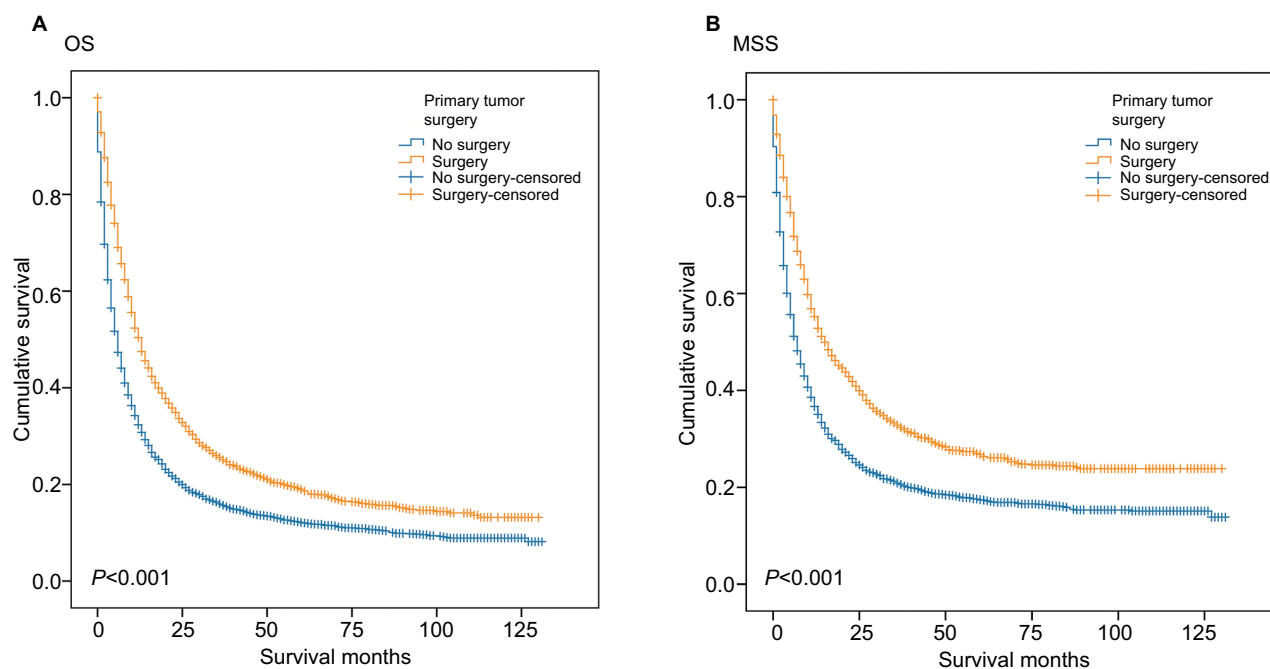 A
OS
Primary tumor
surgery
No surgery
Surgery
No surgery-censored
Surgery-censored
1.0
0.8
0.6
0.4
0.2
0.0
Cumulative survival
P<0.001
0 25 50 75 100 125
Survival months
B
MSS
Primary tumor
surgery
No surgery
Surgery
No surgery-censored
Surgery-censored
1.0
0.8
0.6
0.4
0.2
0.0
Cumulative survival
P<0.001
0 25 50 75 100 125
Survival months